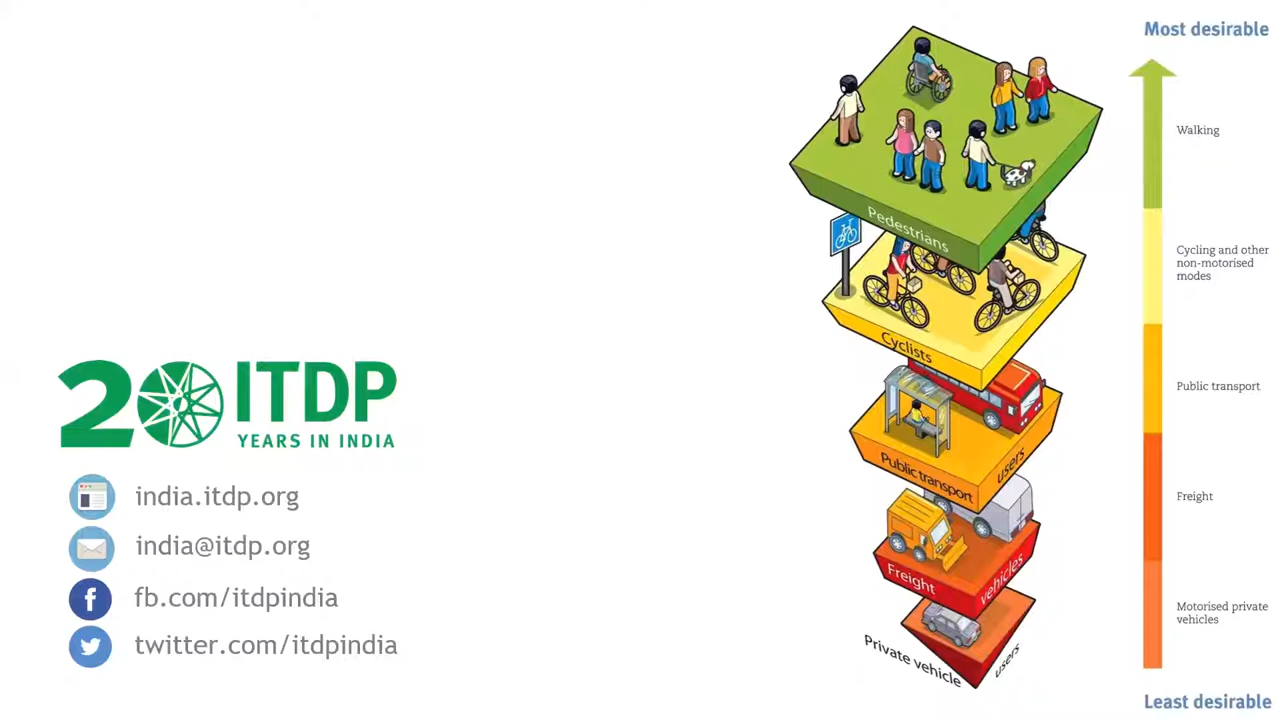 20 ITDP
YEARS IN INDIA
india.itdp.org
india@itdp.org
fb.com/itdpindia
twitter.com/itdpindia
Pedestrians
Cyclists
Public transport users
Freight vehicles
Private vehicle users
Most desirable
Walking
Cycling and other
non-motorised
modes
Public transport
Freight
Motorised private
vehicles
Least desirable